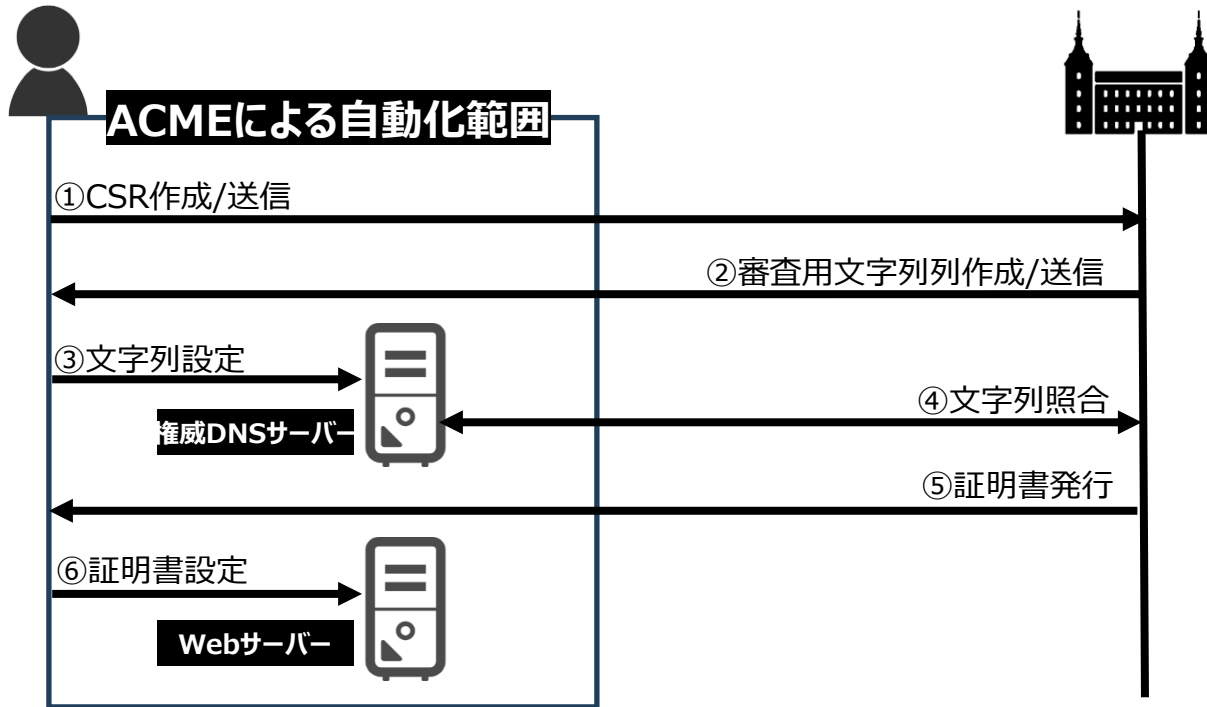 ACMEによる自動化範囲
①CSR作成/送信
②審査用文字列列作成/送信
③文字列設定
④文字列照合
権威DNSサーバー
⑤証明書発行
⑥証明書設定
Webサーバー